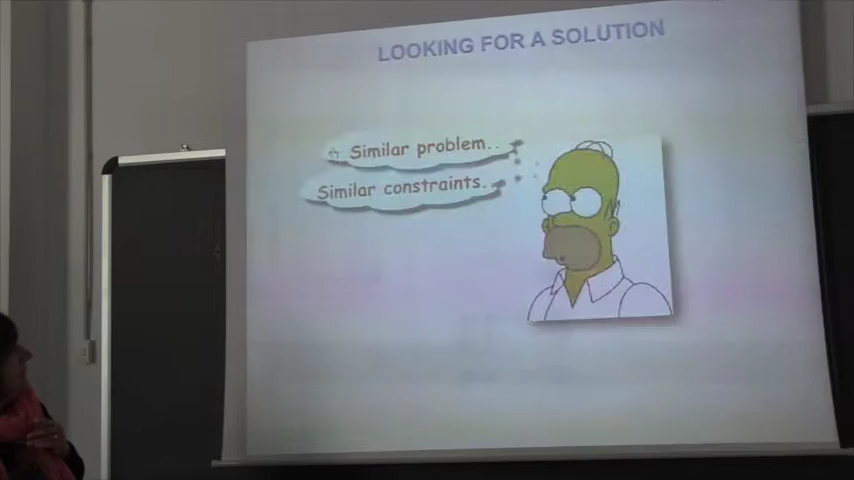 LOOKING FOR A SOLUTION
Similar problem..
Similar constraints..